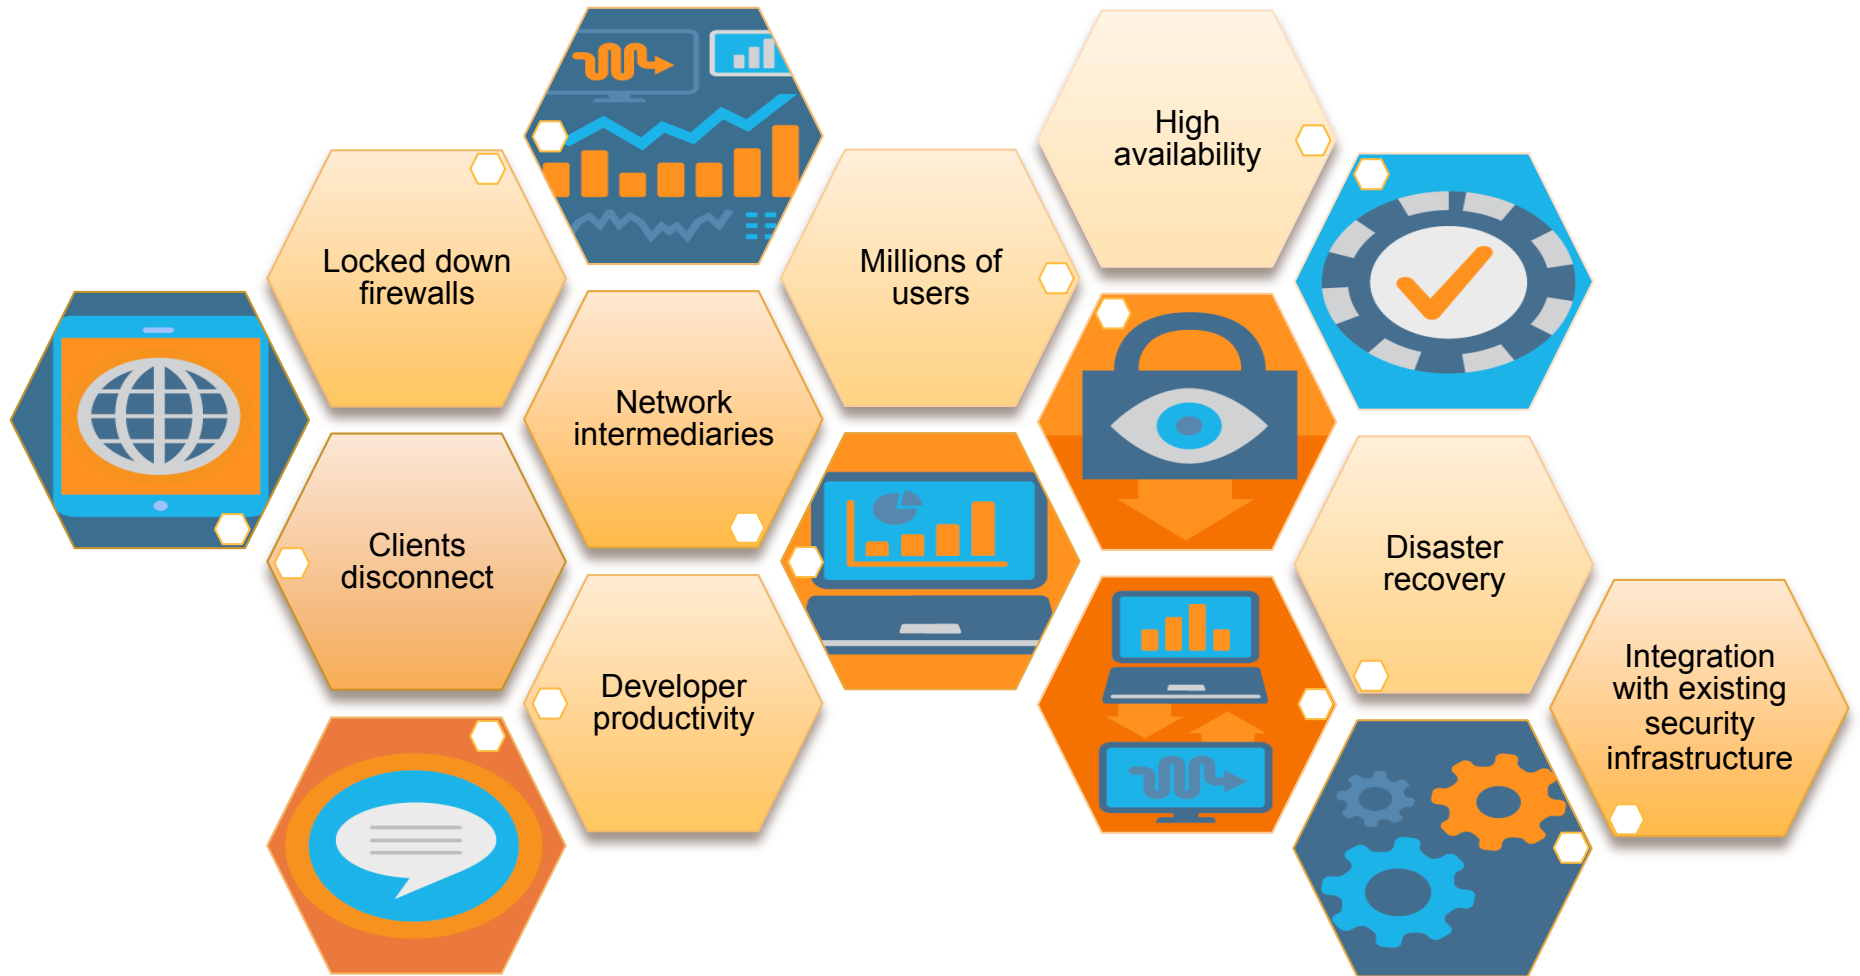 High
availability
Locked down
firewalls
Millions of
users
Network
intermediaries
Clients
disconnect
Disaster
recovery
Developer
productivity
Integration
with existing
security
infrastructure